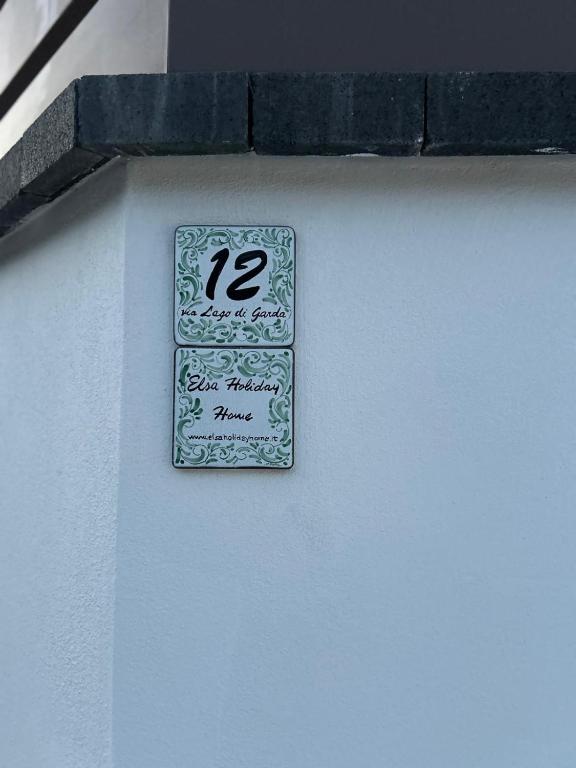 12
via Lago di Garda
Elsa Holiday
Home
www.elsaholidayhome.it